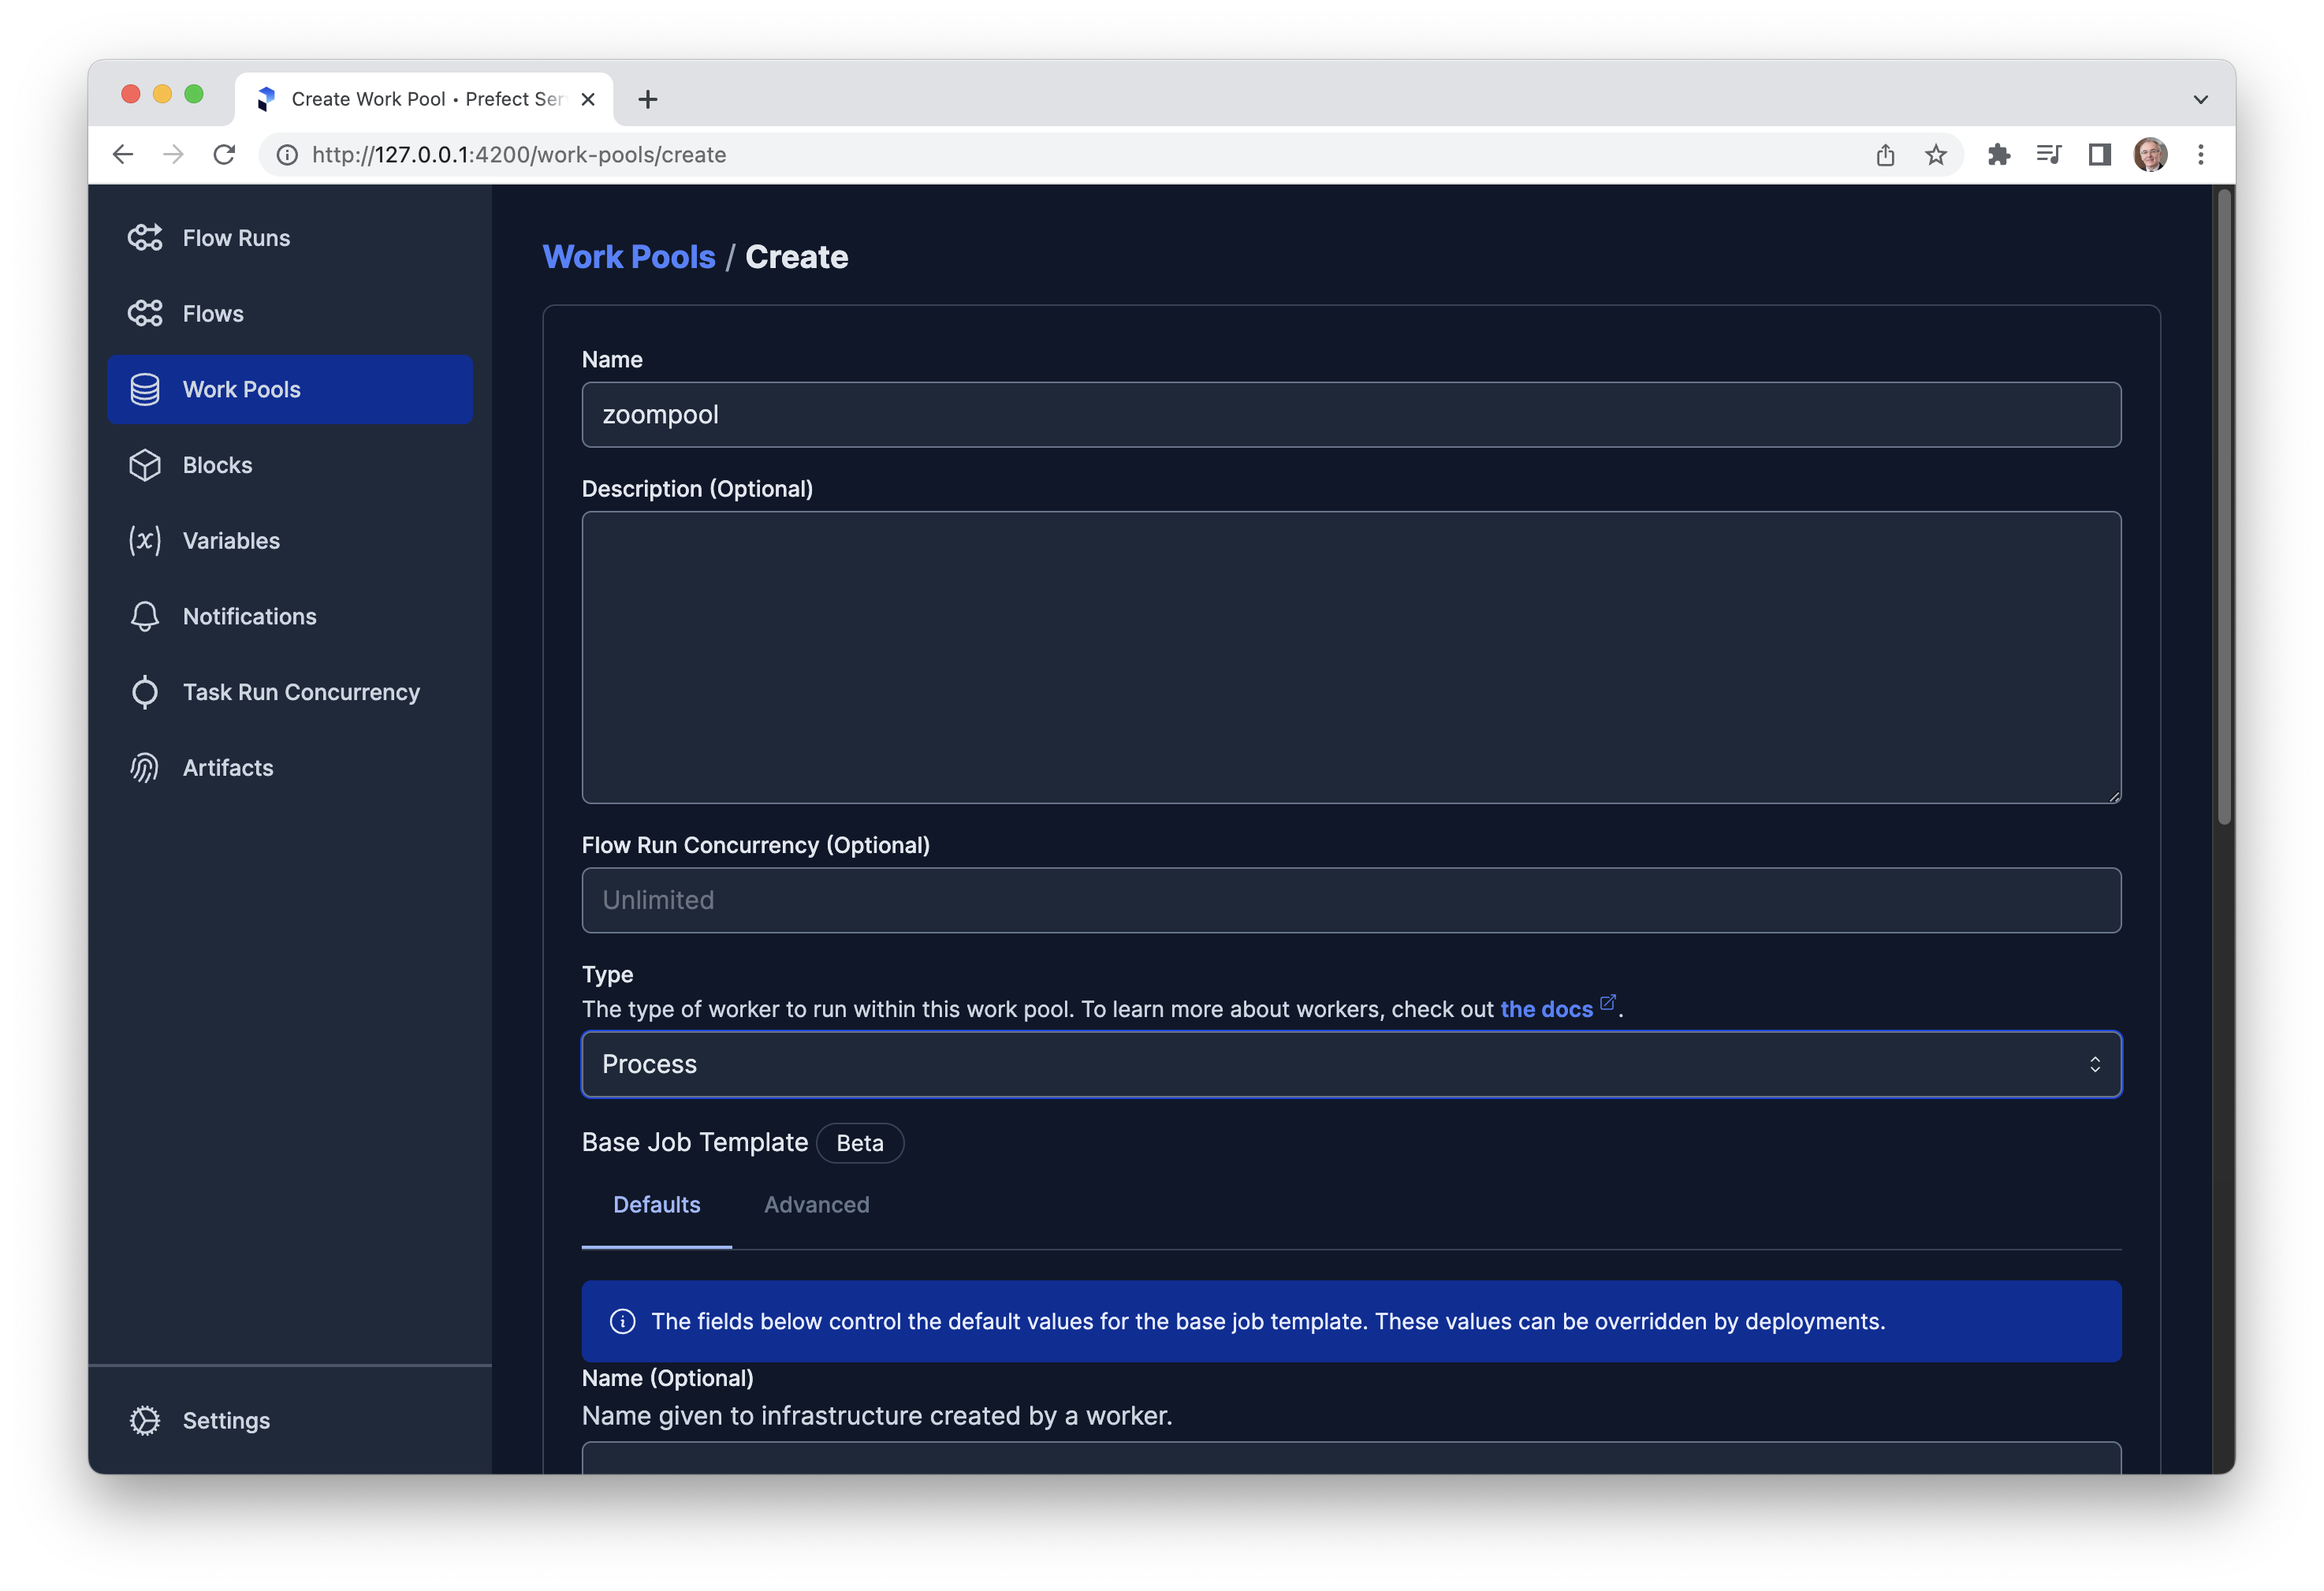 Create Work Pool • Prefect Ser
http://127.0.0.1:4200/work-pools/create
Flow Runs
Flows
Work Pools
Blocks
(x) Variables
Notifications
Task Run Concurrency
Artifacts
Settings
Work Pools / Create
Name
zoompool
Description (Optional)
Flow Run Concurrency (Optional)
Unlimited
Type
The type of worker to run within this work pool. To learn more about workers, check out the docs.
Process
Base Job Template Beta
Defaults Advanced
The fields below control the default values for the base job template. These values can be overridden by deployments.
Name (Optional)
Name given to infrastructure created by a worker.